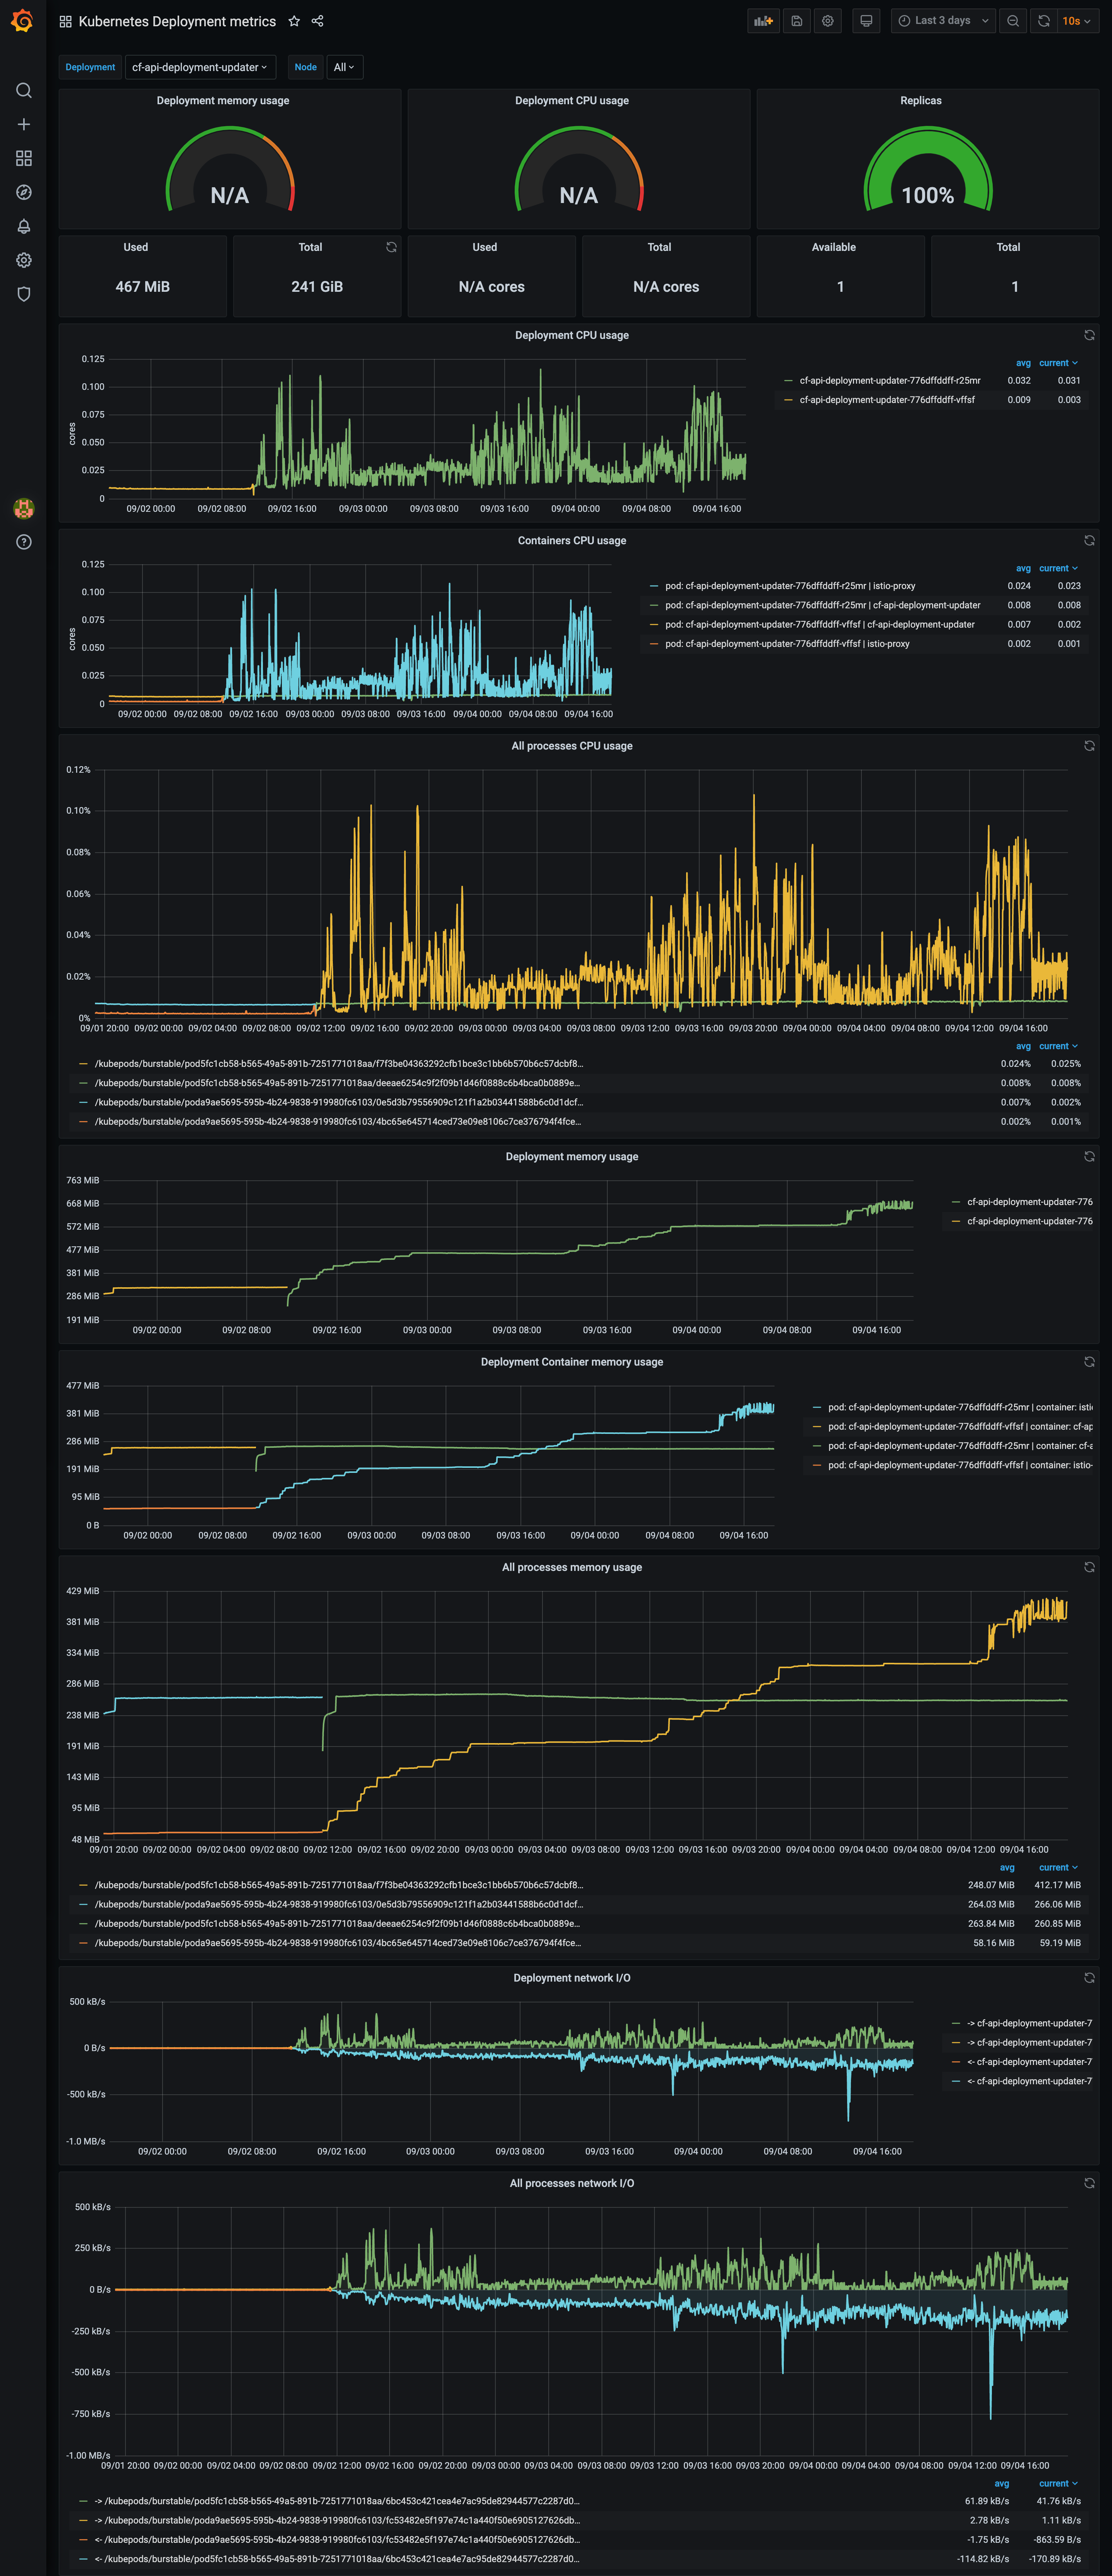 Kubernetes Deployment metrics
Last 3 days
10s
Deployment cf-api-deployment-updater Node All
Deployment memory usage
N/A
Deployment CPU usage
N/A
Replicas
100%
Used
467 MiB
Total
241 GiB
Used
N/A cores
Total
N/A cores
Available
1
Total
1
Deployment CPU usage
0.125
0.100
0.075
0.050
0.025
0
cores
09/02 00:00 09/02 08:00 09/02 16:00 09/03 00:00 09/03 08:00 09/03 16:00 09/04 00:00 09/04 08:00 09/04 16:00
avg current
cf-api-deployment-updater-776dffddff-r25mr 0.032 0.031
cf-api-deployment-updater-776dffddff-vffsf 0.009 0.003
Containers CPU usage
0.125
0.100
0.075
0.050
0.025
0
cores
09/02 00:00 09/02 08:00 09/02 16:00 09/03 00:00 09/03 08:00 09/03 16:00 09/04 00:00 09/04 08:00 09/04 16:00
avg current
pod: cf-api-deployment-updater-776dffddff-r25mr | istio-proxy 0.024 0.023
pod: cf-api-deployment-updater-776dffddff-r25mr | cf-api-deployment-updater 0.008 0.008
pod: cf-api-deployment-updater-776dffddff-vffsf | cf-api-deployment-updater 0.007 0.002
pod: cf-api-deployment-updater-776dffddff-vffsf | istio-proxy 0.002 0.001
All processes CPU usage
0.12%
0.10%
0.08%
0.06%
0.04%
0.02%
0%
09/01 20:00 09/02 00:00 09/02 04:00 09/02 08:00 09/02 12:00 09/02 16:00 09/02 20:00 09/03 00:00 09/03 04:00 09/03 08:00 09/03 12:00 09/03 16:00 09/03 20:00 09/04 00:00 09/04 04:00 09/04 08:00 09/04 12:00 09/04 16:00
avg current
/kubepods/burstable/pod5fc1cb58-b565-49a5-891b-7251771018aa/f7f3be04363292cfb1bce3c1bb6b570b6c57dcbf8... 0.024% 0.025%
/kubepods/burstable/pod5fc1cb58-b565-49a5-891b-7251771018aa/deeae6254c9f2f09b1d46f0888c6b4bca0b0889e... 0.008% 0.008%
/kubepods/burstable/poda9ae5695-595b-4b24-9838-919980fc6103/0e5d3b79556909c121f1a2b03441588b6c0d1dcf... 0.007% 0.002%
/kubepods/burstable/poda9ae5695-595b-4b24-9838-919980fc6103/4bc65e645714ced73e09e8106c7ce376794f4fce... 0.002% 0.001%
Deployment memory usage
763 MiB
668 MiB
572 MiB
477 MiB
381 MiB
286 MiB
191 MiB
09/02 00:00 09/02 08:00 09/02 16:00 09/03 00:00 09/03 08:00 09/03 16:00 09/04 00:00 09/04 08:00 09/04 16:00
cf-api-deployment-updater-776
cf-api-deployment-updater-776
Deployment Container memory usage
477 MiB
381 MiB
286 MiB
191 MiB
95 MiB
0 B
09/02 00:00 09/02 08:00 09/02 16:00 09/03 00:00 09/03 08:00 09/03 16:00 09/04 00:00 09/04 08:00 09/04 16:00
pod: cf-api-deployment-updater-776dffddff-r25mr | container: isti
pod: cf-api-deployment-updater-776dffddff-vffsf | container: cf-ap
pod: cf-api-deployment-updater-776dffddff-r25mr | container: cf-a
pod: cf-api-deployment-updater-776dffddff-vffsf | container: istio-
All processes memory usage
429 MiB
381 MiB
334 MiB
286 MiB
238 MiB
191 MiB
143 MiB
95 MiB
48 MiB
09/01 20:00 09/02 00:00 09/02 04:00 09/02 08:00 09/02 12:00 09/02 16:00 09/02 20:00 09/03 00:00 09/03 04:00 09/03 08:00 09/03 12:00 09/03 16:00 09/03 20:00 09/04 00:00 09/04 04:00 09/04 08:00 09/04 12:00 09/04 16:00
avg current
/kubepods/burstable/pod5fc1cb58-b565-49a5-891b-7251771018aa/f7f3be04363292cfb1bce3c1bb6b570b6c57dcbf8... 248.07 MiB 412.17 MiB
/kubepods/burstable/poda9ae5695-595b-4b24-9838-919980fc6103/0e5d3b79556909c121f1a2b03441588b6c0d1dcf... 264.03 MiB 266.06 MiB
/kubepods/burstable/pod5fc1cb58-b565-49a5-891b-7251771018aa/deeae6254c9f2f09b1d46f0888c6b4bca0b0889e... 263.84 MiB 260.85 MiB
/kubepods/burstable/poda9ae5695-595b-4b24-9838-919980fc6103/4bc65e645714ced73e09e8106c7ce376794f4fce... 58.16 MiB 59.19 MiB
Deployment network I/O
500 kB/s
0 B/s
-500 kB/s
-1.0 MB/s
09/02 00:00 09/02 08:00 09/02 16:00 09/03 00:00 09/03 08:00 09/03 16:00 09/04 00:00 09/04 08:00 09/04 16:00
-> cf-api-deployment-updater-7
-> cf-api-deployment-updater-7
<- cf-api-deployment-updater-7
<- cf-api-deployment-updater-7
All processes network I/O
500 kB/s
250 kB/s
0 B/s
-250 kB/s
-500 kB/s
-750 kB/s
-1.00 MB/s
09/01 20:00 09/02 00:00 09/02 04:00 09/02 08:00 09/02 12:00 09/02 16:00 09/02 20:00 09/03 00:00 09/03 04:00 09/03 08:00 09/03 12:00 09/03 16:00 09/03 20:00 09/04 00:00 09/04 04:00 09/04 08:00 09/04 12:00 09/04 16:00
avg current
-> /kubepods/burstable/pod5fc1cb58-b565-49a5-891b-7251771018aa/6bc453c421cea4e7ac95de82944577c2287d0... 61.89 kB/s 41.76 kB/s
-> /kubepods/burstable/poda9ae5695-595b-4b24-9838-919980fc6103/fc53482e5f197e74c1a440f50e6905127626db... 2.78 kB/s 1.11 kB/s
<- /kubepods/burstable/poda9ae5695-595b-4b24-9838-919980fc6103/fc53482e5f197e74c1a440f50e6905127626db... -1.75 kB/s -863.59 B/s
<- /kubepods/burstable/pod5fc1cb58-b565-49a5-891b-7251771018aa/6bc453c421cea4e7ac95de82944577c2287d0... -114.82 kB/s -170.89 kB/s